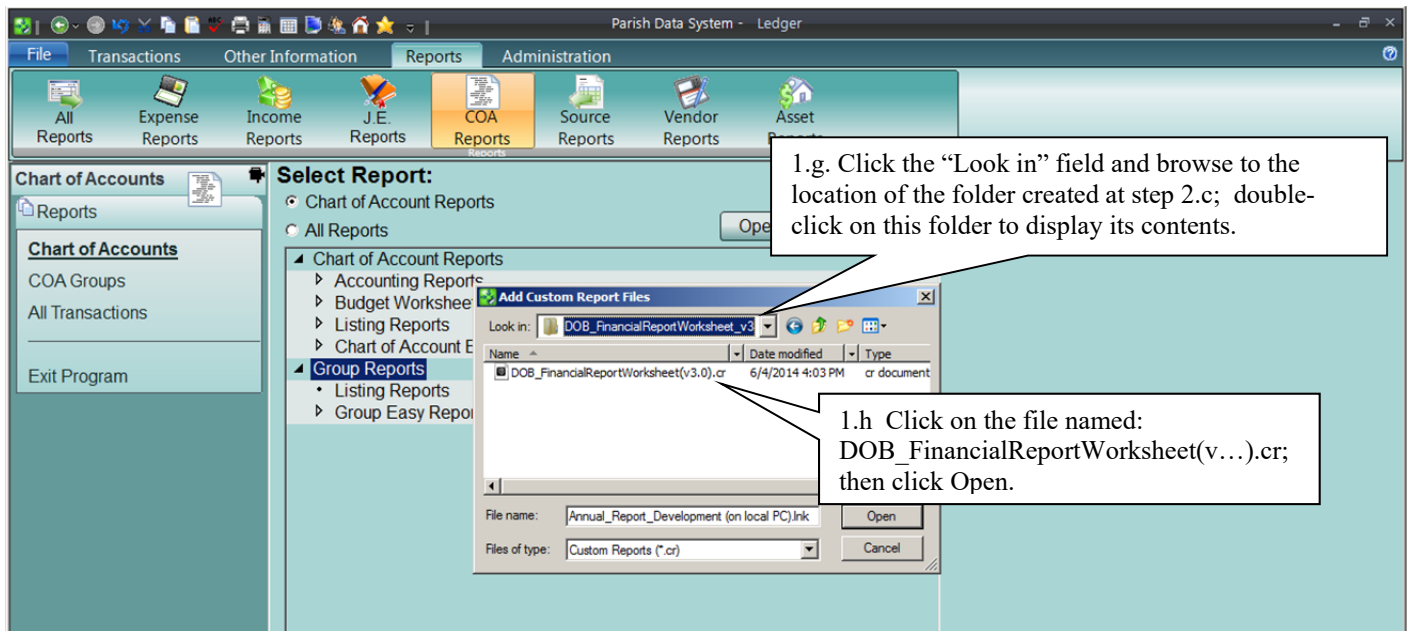 Parish Data System - Ledger
File Transactions Other Information Reports Administration
All Reports
Expense Reports
Income Reports
J.E. Reports
COA Reports
Source Reports
Vendor Reports
Asset
Reports
Chart of Accounts
Reports
Chart of Accounts
COA Groups
All Transactions
Exit Program
Select Report:
Chart of Account Reports
All Reports
Chart of Account Reports
Accounting Reports
Listing Reports
Chart of Account
Group Reports
Listing Reports
Group Easy
1.g. Click the “Look in” field and browse to the
location of the folder created at step 2.c; double-
click on this folder to display its contents.
Add Custom Report Files
Look in: DOB_FinancialReportWorksheet_v3
Name Date modified Type
DOB_FinancialReportWorksheet(v3.0).cr 6/4/2014 4:03 PM cr document
1.h Click on the file named:
DOB_FinancialReportWorksheet(v…).cr;
then click Open.
File name: Annual_Report_Development (on local PC).lnk Open
Files of type: Custom Reports (*.cr) Cancel